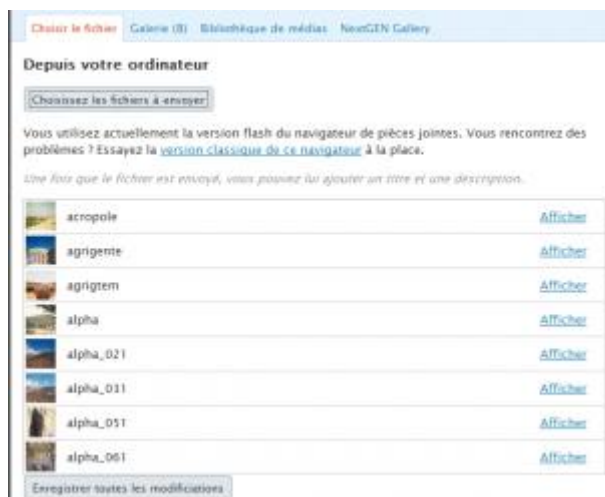 Choisir le fichier Galerie (8) Bibliothèque de médias NextGEN Gallery
Depuis votre ordinateur
Choisissez les fichiers à envoyer
Vous utilisez actuellement la version flash du navigateur de pièces jointes. Vous rencontrez des
problèmes ? Essayez la version classique de ce navigateur à la place.
Une fois que le fichier est envoyé, vous pouvez lui ajouter un titre et une description.
acropole Afficher
agrigente Afficher
agrigtem Afficher
alpha Afficher
alpha_021 Afficher
alpha_031 Afficher
alpha_051 Afficher
alpha_061 Afficher
Enregistrer toutes les modifications